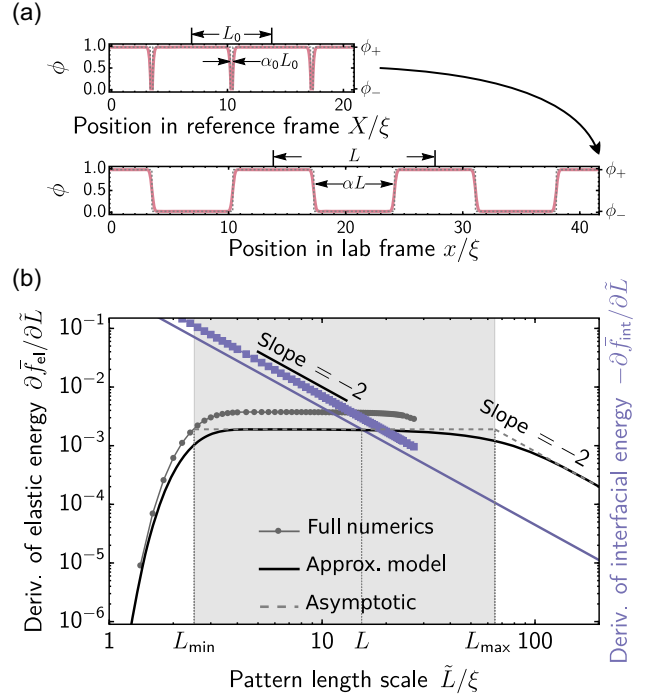 (a)
L₀
ϕ 1.0 0.5 0.0 α₀L₀ ϕ₊ ϕ₋
0 10 20
Position in reference frame X/ξ
L
ϕ 1.0 0.5 0.0 αL ϕ₊ ϕ₋
0 10 20 30 40
Position in lab frame x/ξ
(b)
Deriv. of elastic energy ∂f̄ₑₗ/∂L̃
10⁻¹
10⁻²
10⁻³
10⁻⁴
10⁻⁵
10⁻⁶
Slope = −2
Slope = −2
Full numerics
Approx. model
Asymptotic
Deriv. of interfacial energy −∂f̄ᵢₙₜ/∂L̃
1 L_min 10 L L_max 100
Pattern length scale L̃/ξ